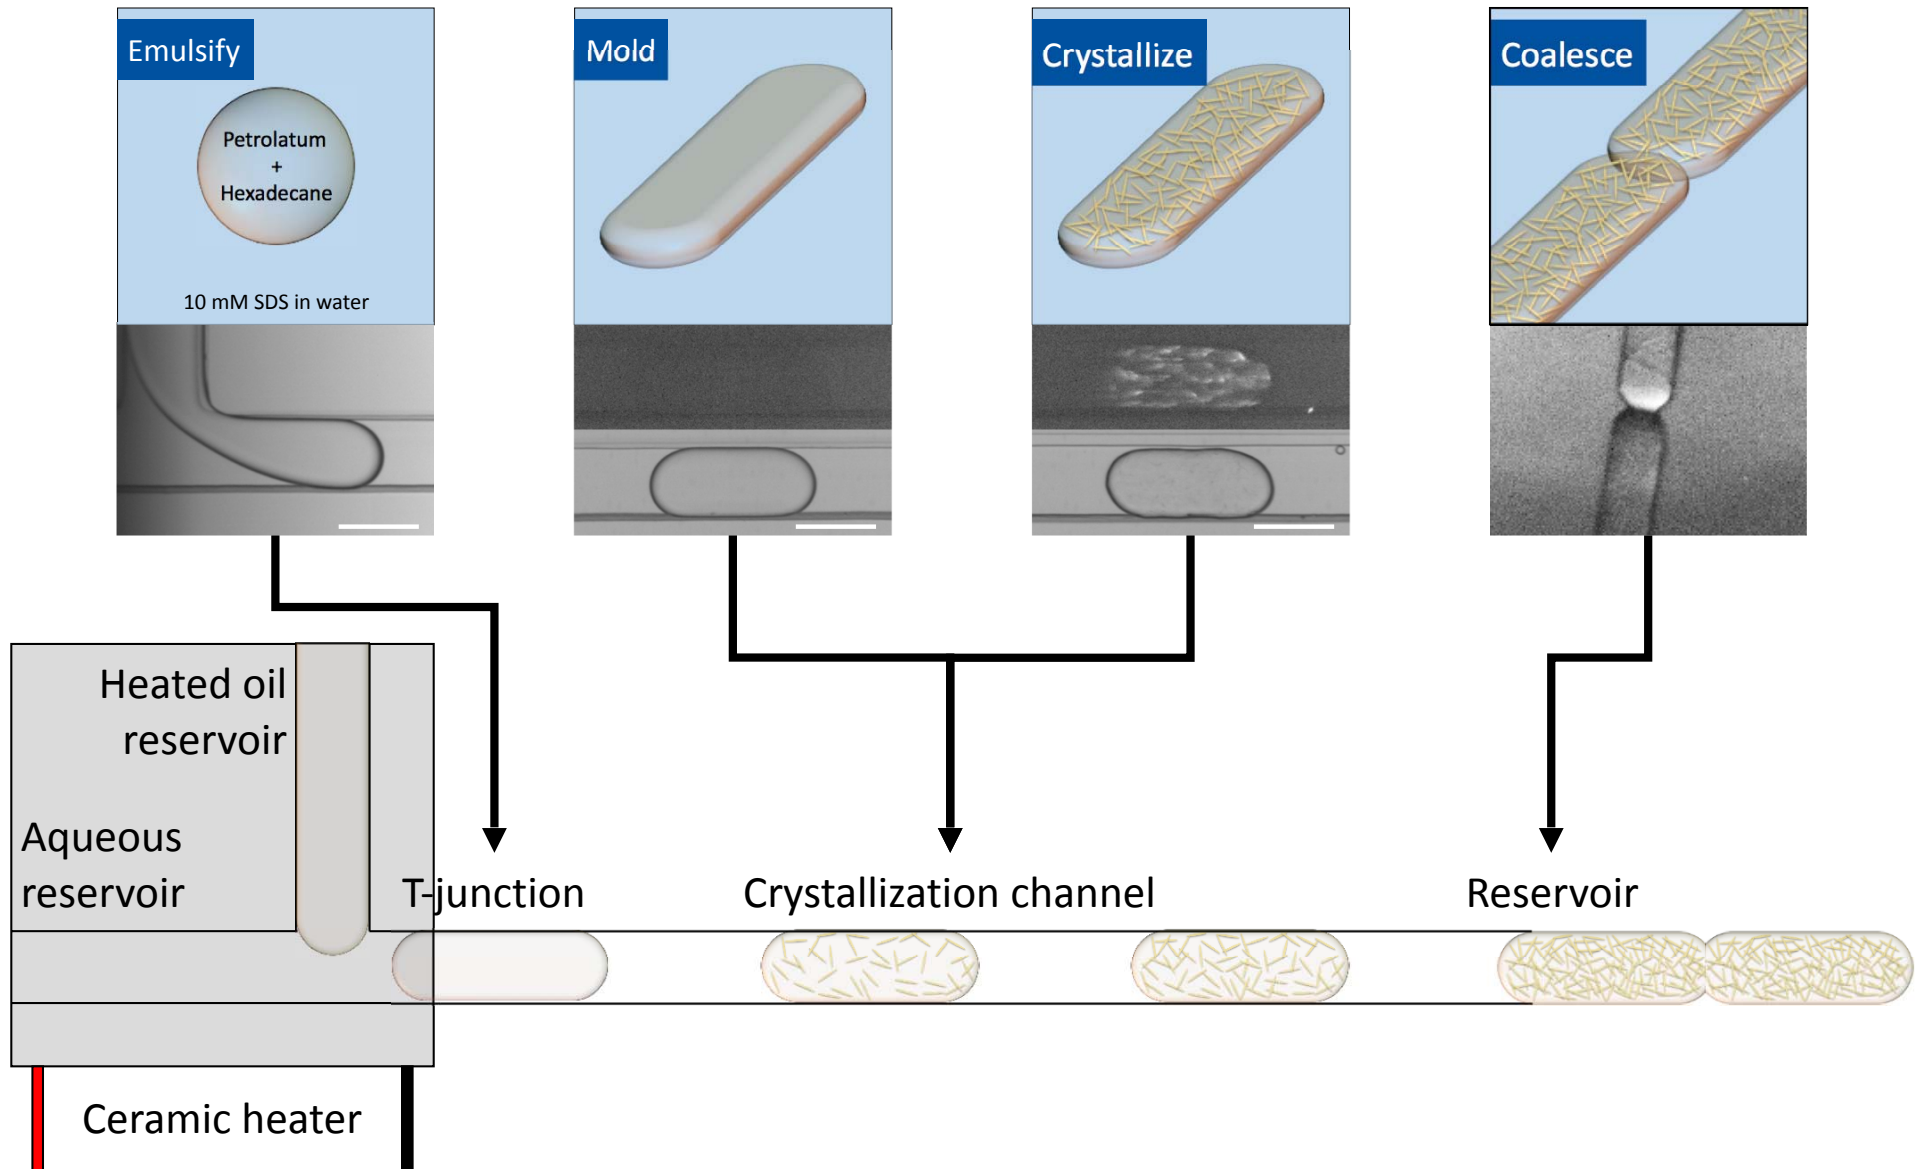 Emulsify
Petrolatum
+
Hexadecane
10 mM SDS in water
Mold
Crystallize
Coalesce
Heated oil
reservoir
Aqueous
reservoir
T-junction
Crystallization channel
Reservoir
Ceramic heater